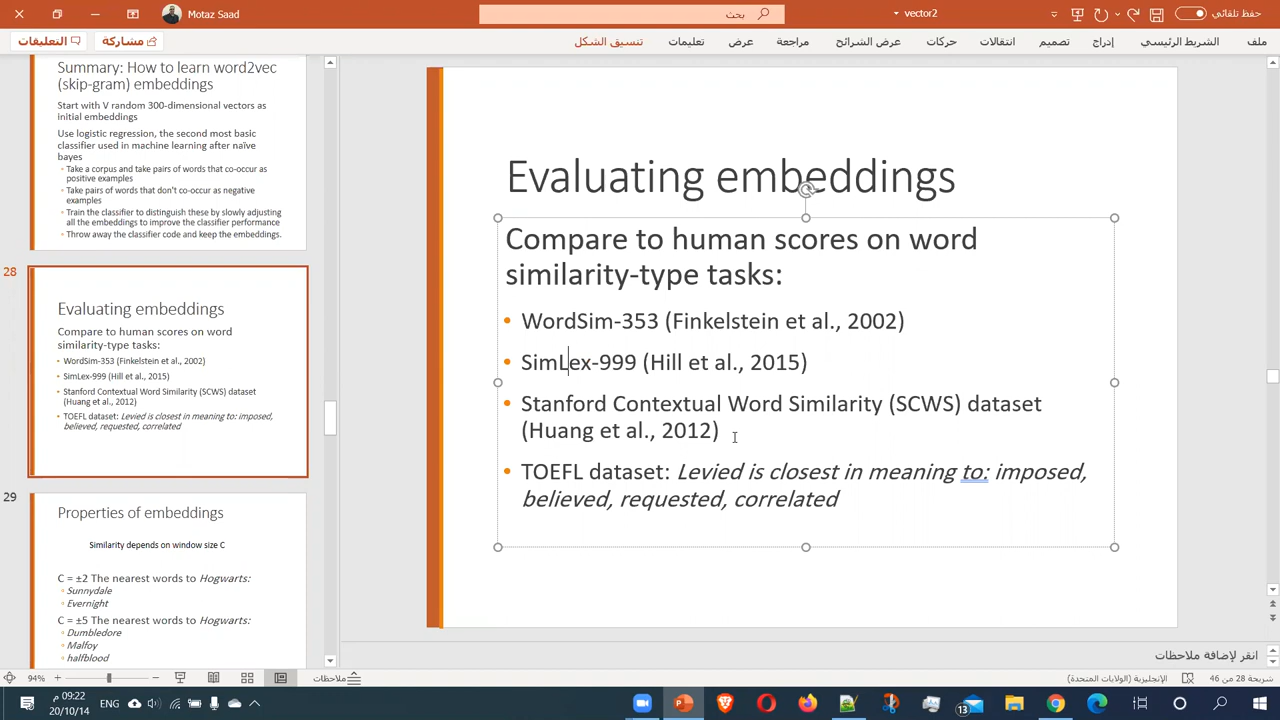 Motaz Saad
بحث
vector2
حفظ تلقائي
ملف
الشريط الرئيسي
إدراج
تصميم
انتقالات
حركات
عرض الشرائح
مراجعة
عرض
تعليمات
تنسيق الشكل
مشاركة
التعليقات
Summary: How to learn word2vec
(skip-gram) embeddings
Start with V random 300-dimensional vectors as
initial embeddings
Use logistic regression, the second most basic
classifier used in machine learning after naïve
bayes
Take a corpus and take pairs of words that co-occur as
positive examples
Take pairs of words that don't co-occur as negative
examples
Train the classifier to distinguish these by slowly adjusting
all the embeddings to improve the classifier performance
Throw away the classifier code and keep the embeddings.
28
Evaluating embeddings
Compare to human scores on word
similarity-type tasks:
WordSim-353 (Finkelstein et al., 2002)
SimLex-999 (Hill et al., 2015)
Stanford Contextual Word Similarity (SCWS) dataset
(Huang et al., 2012)
TOEFL dataset: Levied is closest in meaning to: imposed,
believed, requested, correlated
29
Properties of embeddings
Similarity depends on window size C
C = ±2 The nearest words to Hogwarts:
Sunnydale
Evernight
C = ±5 The nearest words to Hogwarts:
Dumbledore
Malfoy
halfblood
Evaluating embeddings
Compare to human scores on word
similarity-type tasks:
• WordSim-353 (Finkelstein et al., 2002)
• SimLex-999 (Hill et al., 2015)
• Stanford Contextual Word Similarity (SCWS) dataset
(Huang et al., 2012)
• TOEFL dataset: Levied is closest in meaning to: imposed,
believed, requested, correlated
انقر لإضافة ملاحظات
شريحة 28 من 46
الإنجليزية (الولايات المتحدة)
ملاحظات
94%
09:22 م
20/10/14
ENG
13